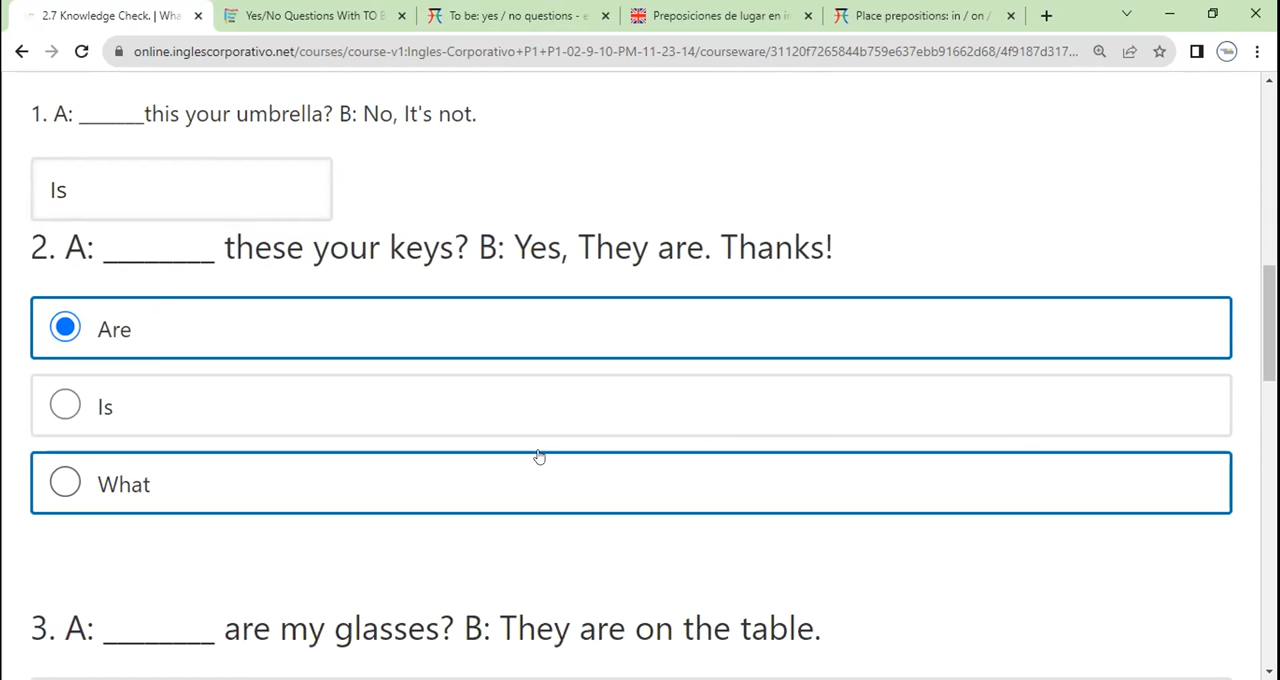 2.7 Knowledge Check. | Wha
Yes/No Questions With TO B
To be: yes / no questions - e
Preposiciones de lugar en in
Place prepositions: in / on /
online.inglescorporativo.net/courses/course-v1:Ingles-Corporativo+P1+P1-02-9-10-PM-11-23-14/courseware/31120f7265844b759e637ebb91662d68/4f9187d317...
1. A: _______this your umbrella? B: No, It's not.
Is
2. A: ________ these your keys? B: Yes, They are. Thanks!
Are
Is
What
3. A: ________ are my glasses? B: They are on the table.